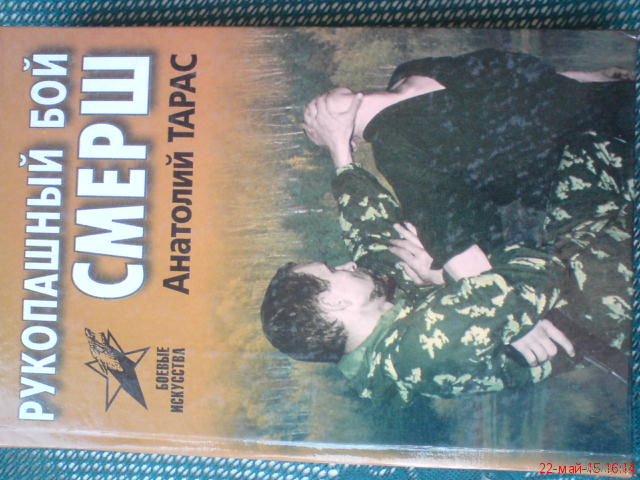 РУКОПАШНЫЙ БОЙ
СМЕРШ
Анатолий ТАРАС
БОЕВЫЕ
ИСКУССТВА
22-май-15 16:14